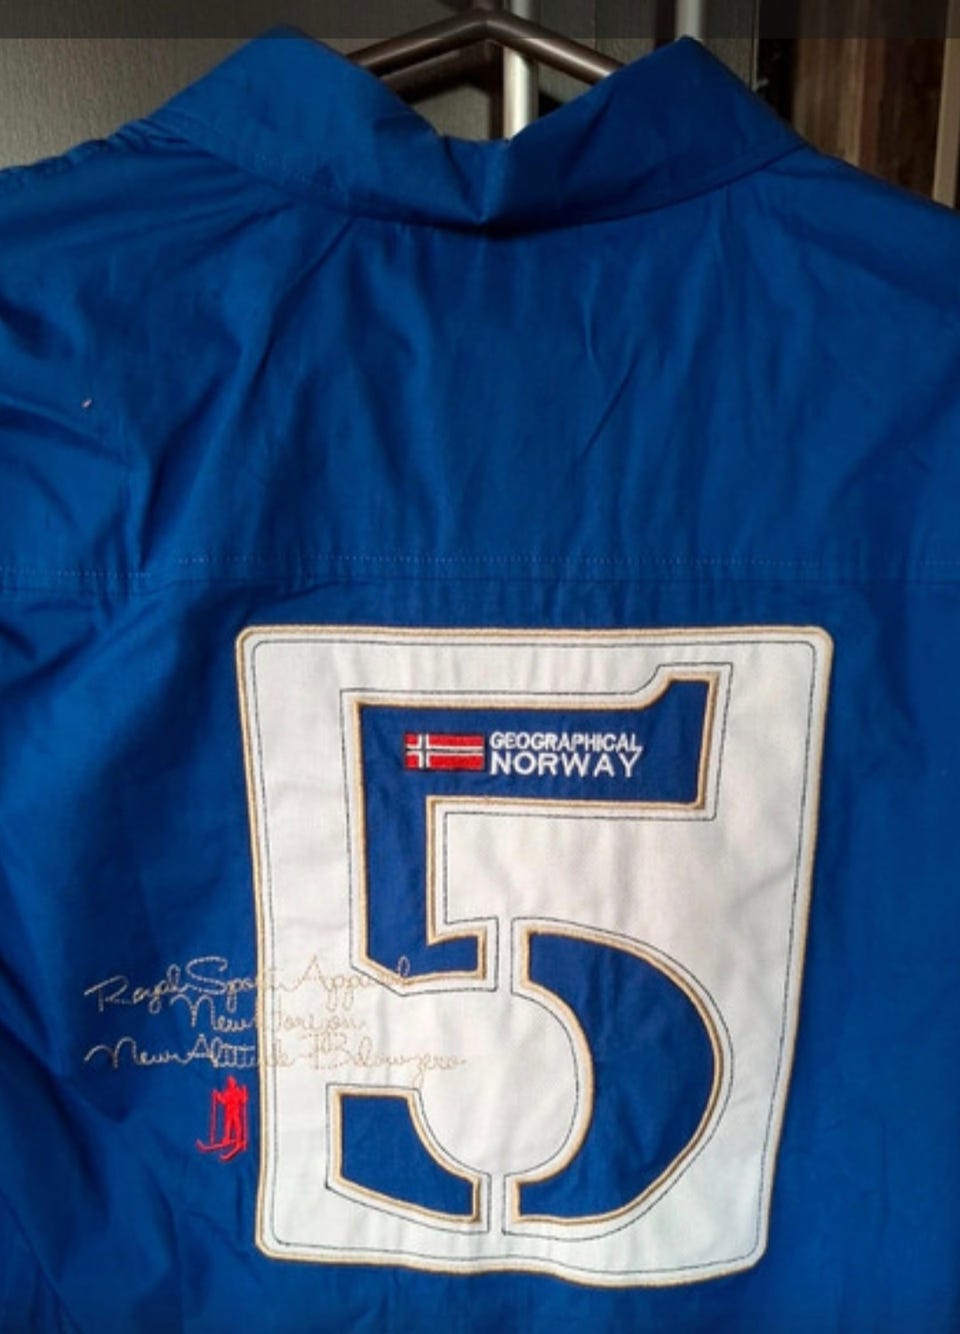 5
GEOGRAPHICAL
NORWAY
Royal Sport Apparel
New Horizon
New Altitude Below zero